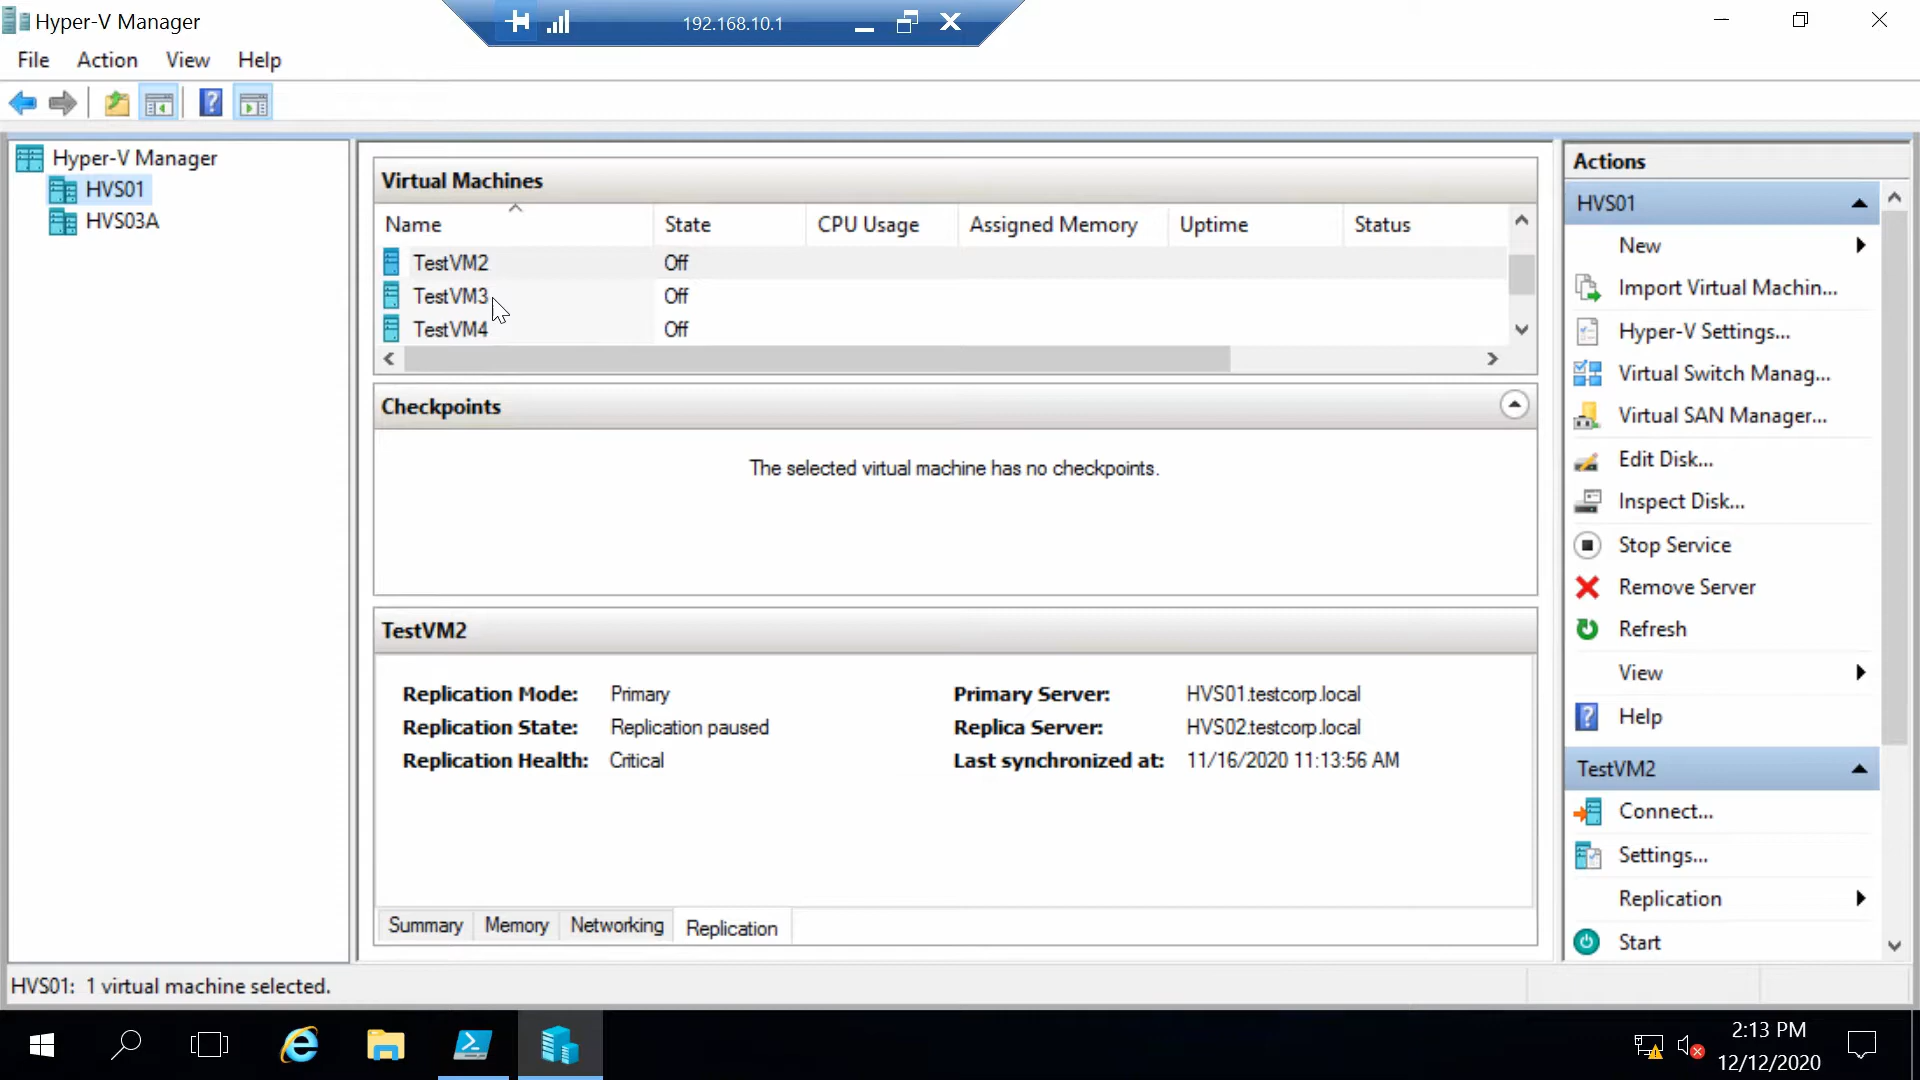 Hyper-V Manager
192.168.10.1
File Action View Help
Hyper-V Manager
HVS01
HVS03A
Virtual Machines
Name State CPU Usage Assigned Memory Uptime Status
TestVM2 Off
TestVM3 Off
TestVM4 Off
Checkpoints
The selected virtual machine has no checkpoints.
TestVM2
Replication Mode: Primary Primary Server: HVS01.testcorp.local
Replication State: Replication paused Replica Server: HVS02.testcorp.local
Replication Health: Critical Last synchronized at: 11/16/2020 11:13:56 AM
Summary Memory Networking Replication
Actions
HVS01
New
Import Virtual Machin...
Hyper-V Settings...
Virtual Switch Manag...
Virtual SAN Manager...
Edit Disk...
Inspect Disk...
Stop Service
Remove Server
Refresh
View
Help
TestVM2
Connect...
Settings...
Replication
Start
HVS01: 1 virtual machine selected.
2:13 PM
12/12/2020